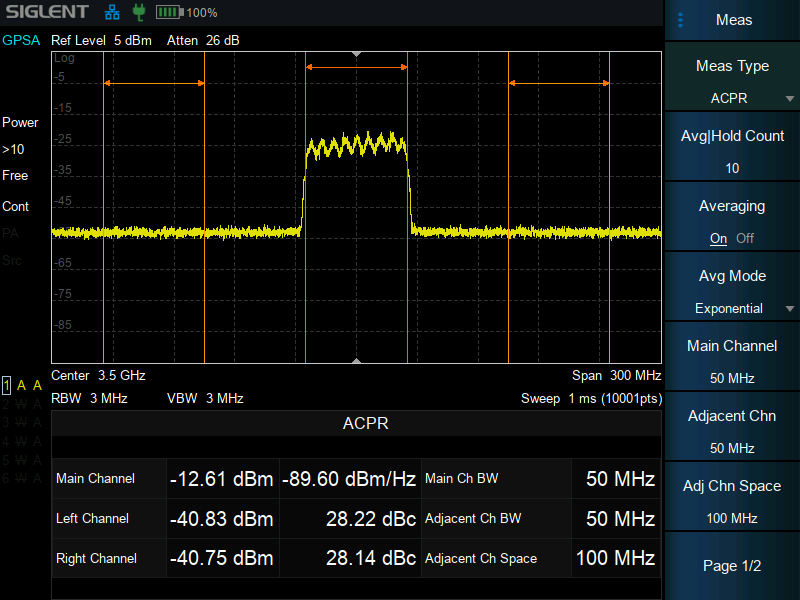 SIGLENT 100% Meas
GPSA Ref Level 5 dBm Atten 26 dB
Log
-5
-15
-25
-35
-45
-65
-75
-85
Power
>10
Free
Cont
PA
Src
1 A A
2 W A
3 W A
4 W A
5 W A
6 W A
Center 3.5 GHz Span 300 MHz
RBW 3 MHz VBW 3 MHz Sweep 1 ms (10001pts)
ACPR
Main Channel -12.61 dBm -89.60 dBm/Hz Main Ch BW 50 MHz
Left Channel -40.83 dBm 28.22 dBc Adjacent Ch BW 50 MHz
Right Channel -40.75 dBm 28.14 dBc Adjacent Ch Space 100 MHz
Meas Type
ACPR
Avg|Hold Count
10
Averaging
On Off
Avg Mode
Exponential
Main Channel
50 MHz
Adjacent Chn
50 MHz
Adj Chn Space
100 MHz
Page 1/2